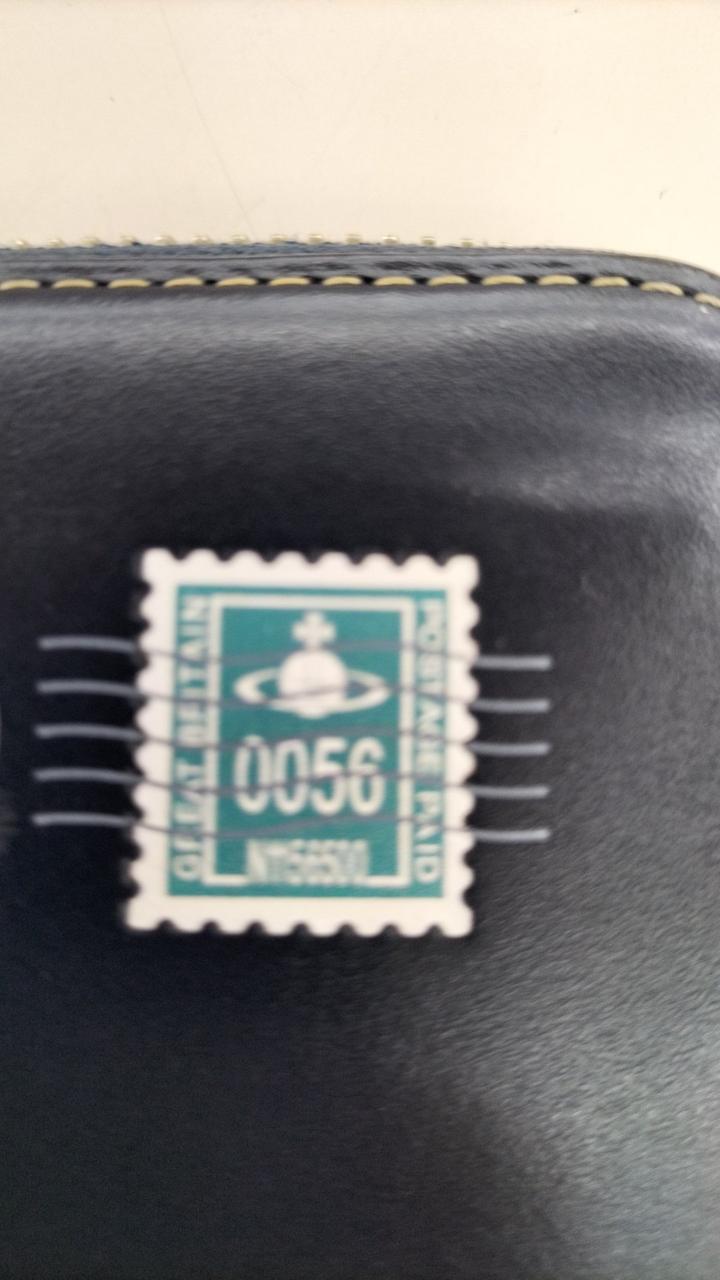 GREAT BRITAIN
POSTAGE PAID
0056